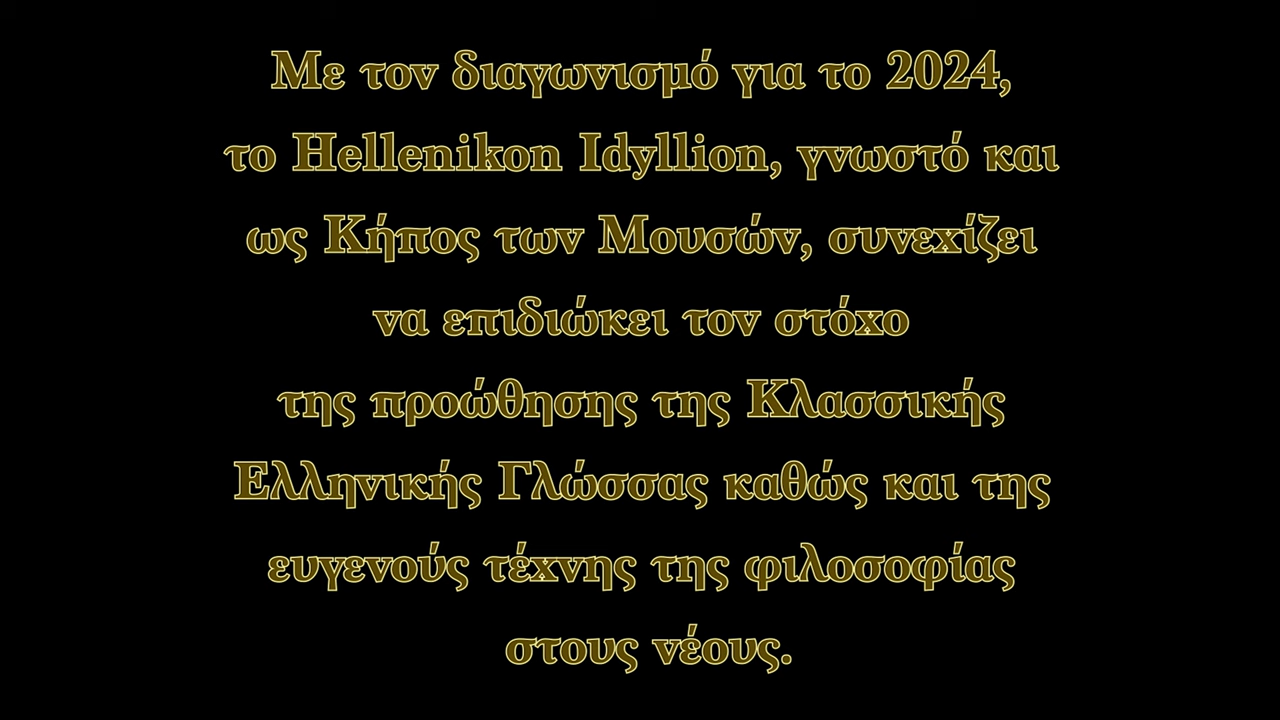 Με τον διαγωνισμό για το 2024,
το Hellenikon Idyllion, γνωστό και
ως Κήπος των Μουσών, συνεχίζει
να επιδιώκει τον στόχο
της προώθησης της Κλασσικής
Ελληνικής Γλώσσας καθώς και της
ευγενούς τέχνης της φιλοσοφίας
στους νέους.